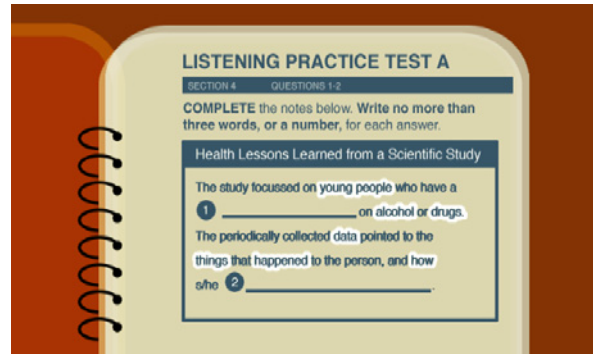 LISTENING PRACTICE TEST A
SECTION 4 QUESTIONS 1-2
COMPLETE the notes below. Write no more than
three words, or a number, for each answer.
Health Lessons Learned from a Scientific Study
The study focussed on young people who have a
1 ____________________ on alcohol or drugs.
The periodically collected data pointed to the
things that happened to the person, and how
s/he 2 ____________________.